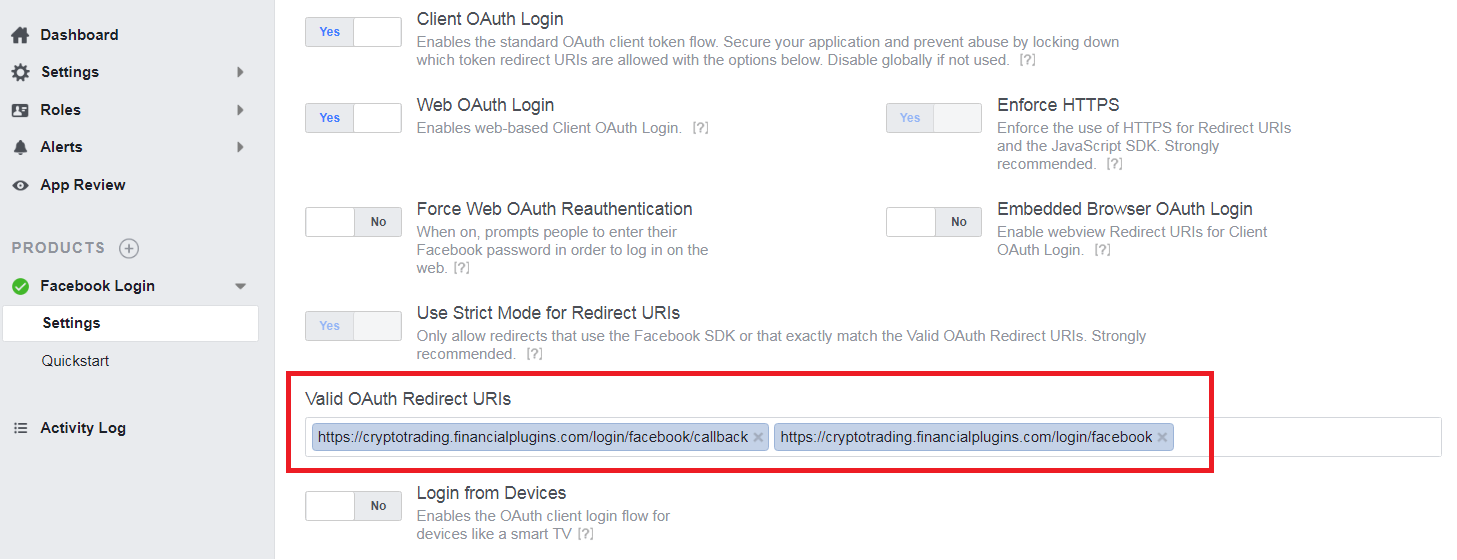 Dashboard
Settings
Roles
Alerts
App Review
PRODUCTS
Facebook Login
Settings
Quickstart
Activity Log
Yes
Client OAuth Login
Enables the standard OAuth client token flow. Secure your application and prevent abuse by locking down
which token redirect URIs are allowed with the options below. Disable globally if not used. [?]
Yes
Web OAuth Login
Enables web-based Client OAuth Login. [?]
Yes
Enforce HTTPS
Enforce the use of HTTPS for Redirect URIs
and the JavaScript SDK. Strongly
recommended. [?]
No
Force Web OAuth Reauthentication
When on, prompts people to enter their
Facebook password in order to log in on the
web. [?]
No
Embedded Browser OAuth Login
Enable webview Redirect URIs for Client
OAuth Login. [?]
Yes
Use Strict Mode for Redirect URIs
Only allow redirects that use the Facebook SDK or that exactly match the Valid OAuth Redirect URIs. Strongly
recommended. [?]
Valid OAuth Redirect URIs
https://cryptotrading.financialplugins.com/login/facebook/callback × https://cryptotrading.financialplugins.com/login/facebook ×
No
Login from Devices
Enables the OAuth client login flow for
devices like a smart TV [?]